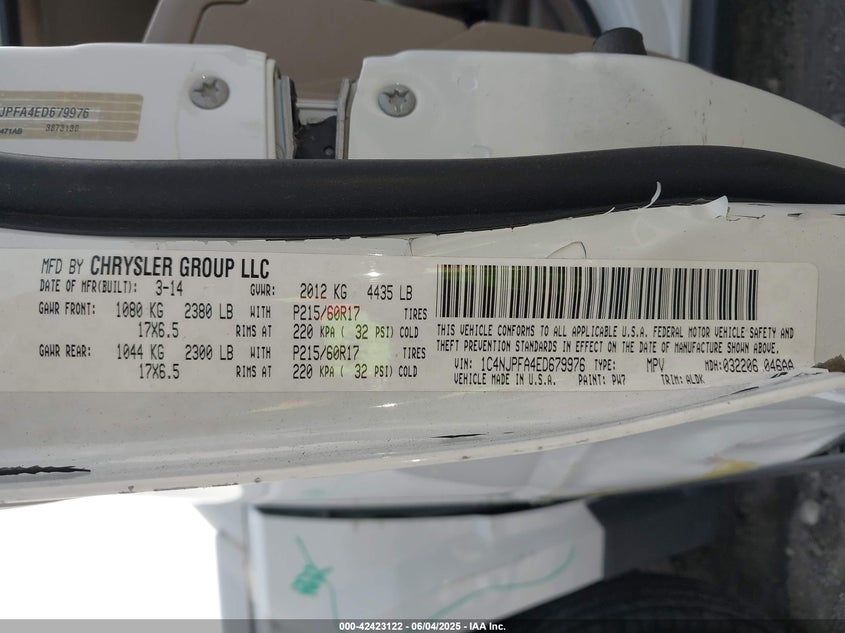 JPFA4ED679976
471AB 3873190
MFD BY CHRYSLER GROUP LLC
DATE OF MFR(BUILT): 3-14 GVWR: 2012 KG 4435 LB
GAWR FRONT: 1080 KG 2380 LB WITH P215/60R17 TIRES
17X6.5 RIMS AT 220 KPA ( 32 PSI) COLD
GAWR REAR: 1044 KG 2300 LB WITH P215/60R17 . TIRES
17X6.5 RIMS AT 220 KPA ( 32 PSI) COLD
THIS VEHICLE CONFORMS TO ALL APPLICABLE U.S.A. FEDERAL MOTOR VEHICLE SAFETY AND
THEFT PREVENTION STANDARDS IN EFFECT ON THE DATE OF MANUFACTURE SHOWN ABOVE.
VIN: 1C4NJPFA4ED679976 TYPE: MPV MDH:032206 046AA
VEHICLE MADE IN U.S.A. PAINT: PW7 TRIM: ALDK
000-42423122 - 06/04/2025 - IAA Inc.